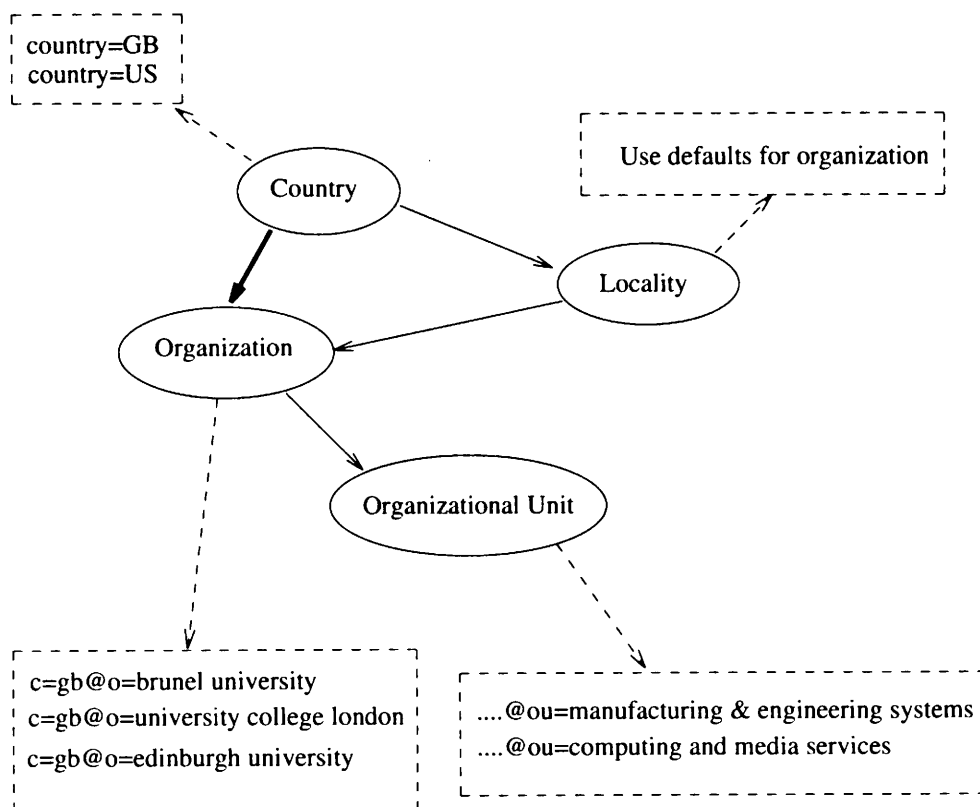 country=GB
country=US
Use defaults for organization
Country
Locality
Organization
Organizational Unit
c=gb@o=brunel university
c=gb@o=university college london
c=gb@o=edinburgh university
....@ou=manufacturing & engineering systems
....@ou=computing and media services